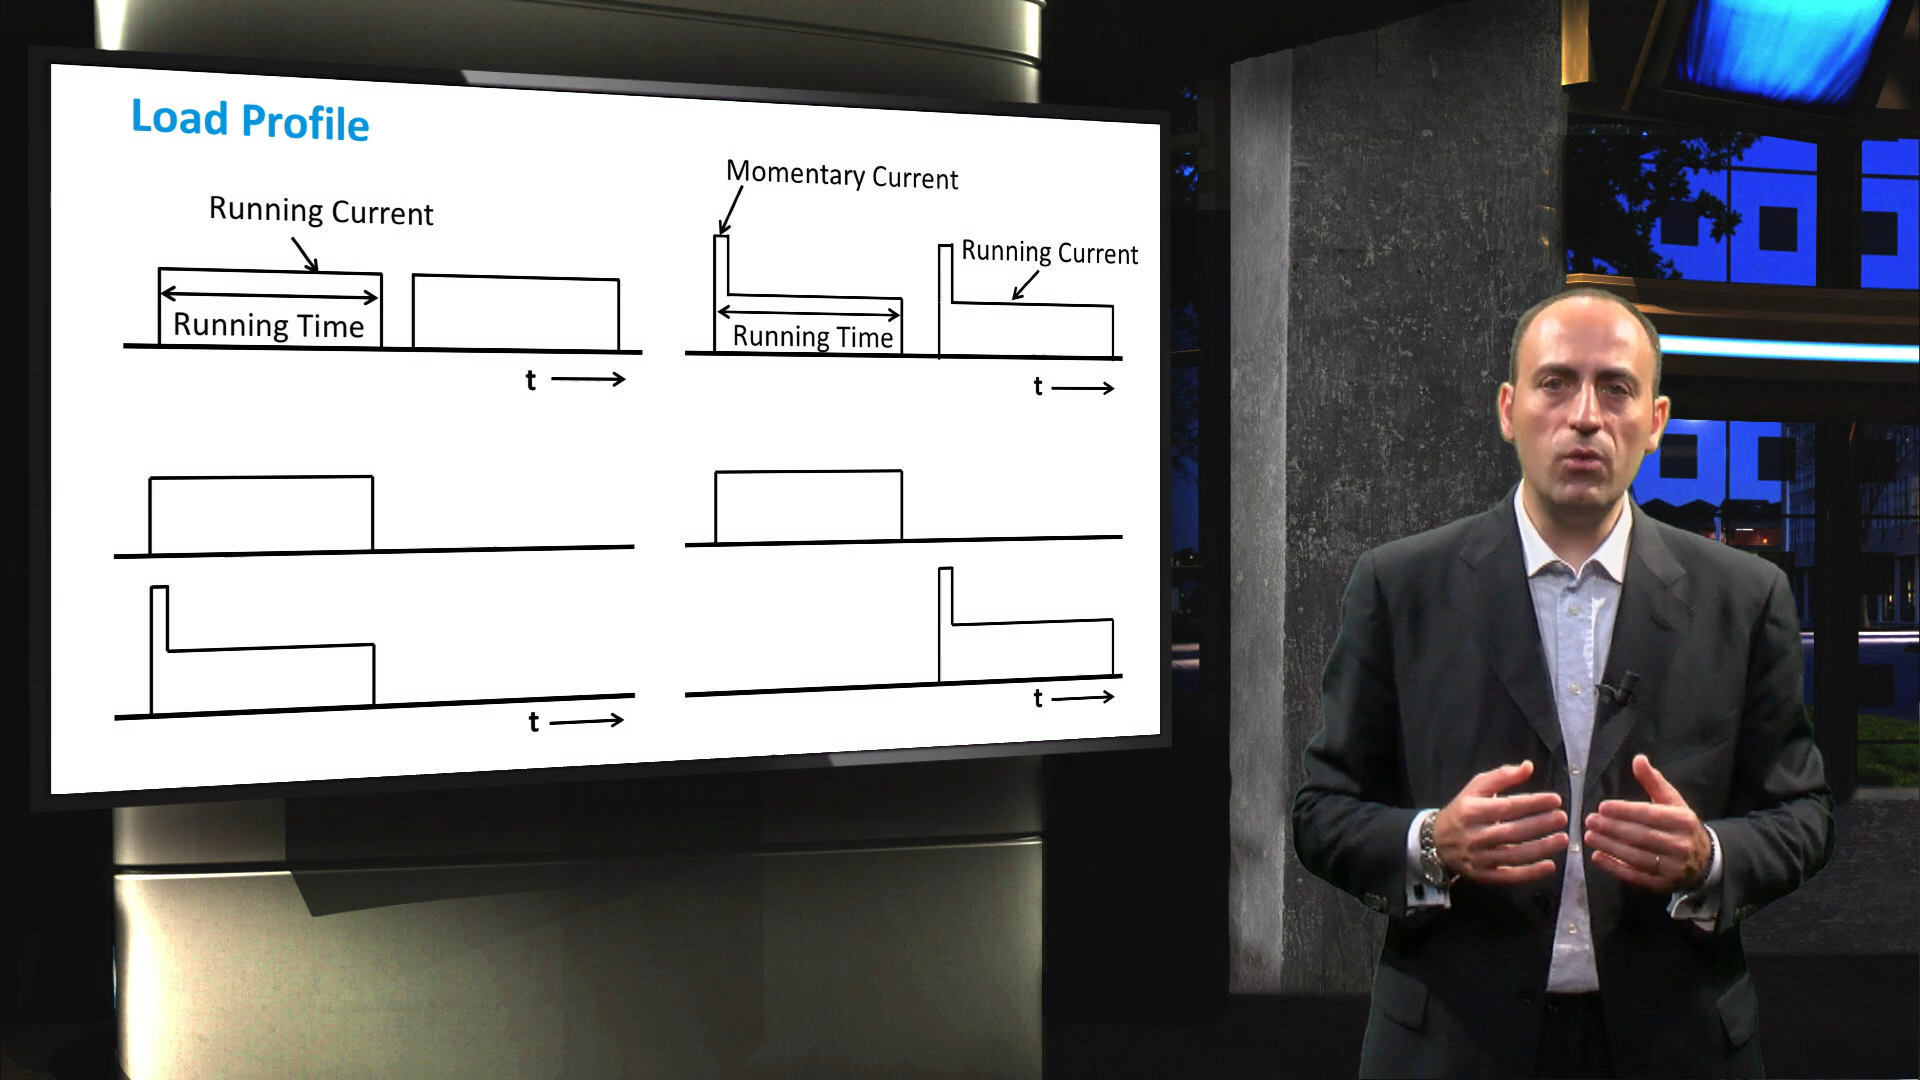 Load Profile
Running Current
Running Time
t
Momentary Current
Running Current
Running Time
t
t
t